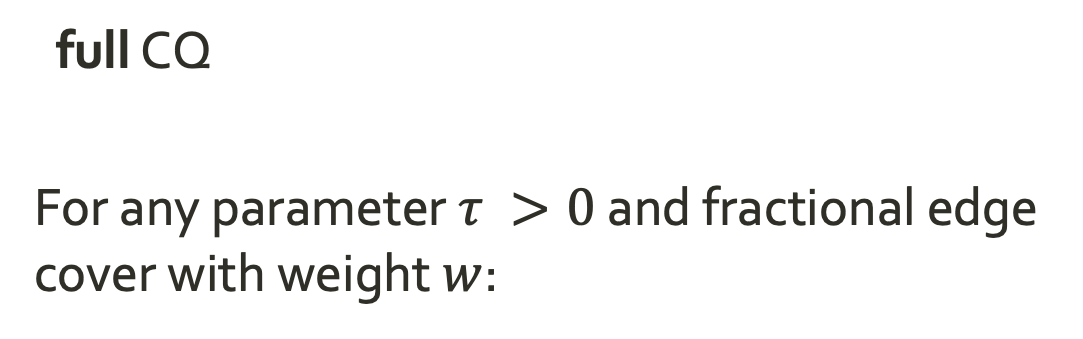 full CQ
For any parameter τ > 0 and fractional edge
cover with weight w: